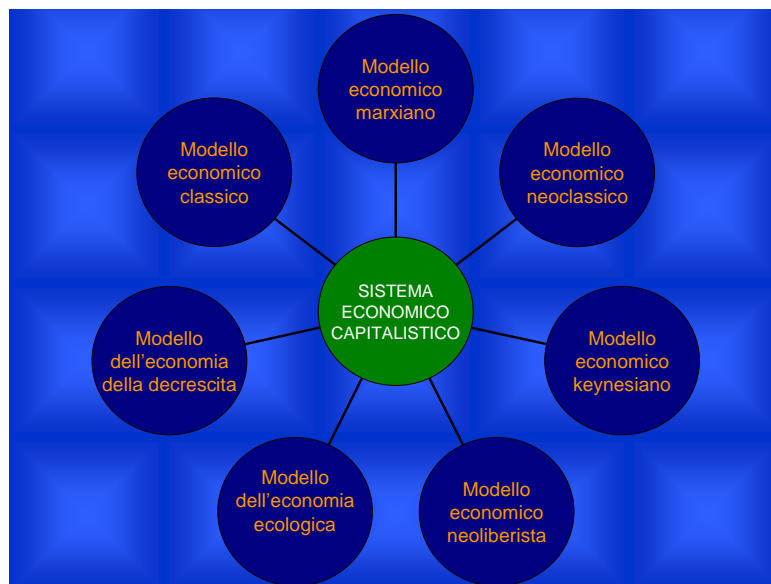 Modello
economico
marxiano
Modello
economico
classico
Modello
economico
neoclassico
SISTEMA
ECONOMICO
CAPITALISTICO
Modello
dell’economia
della decrescita
Modello
economico
keynesiano
Modello
dell’economia
ecologica
Modello
economico
neoliberista